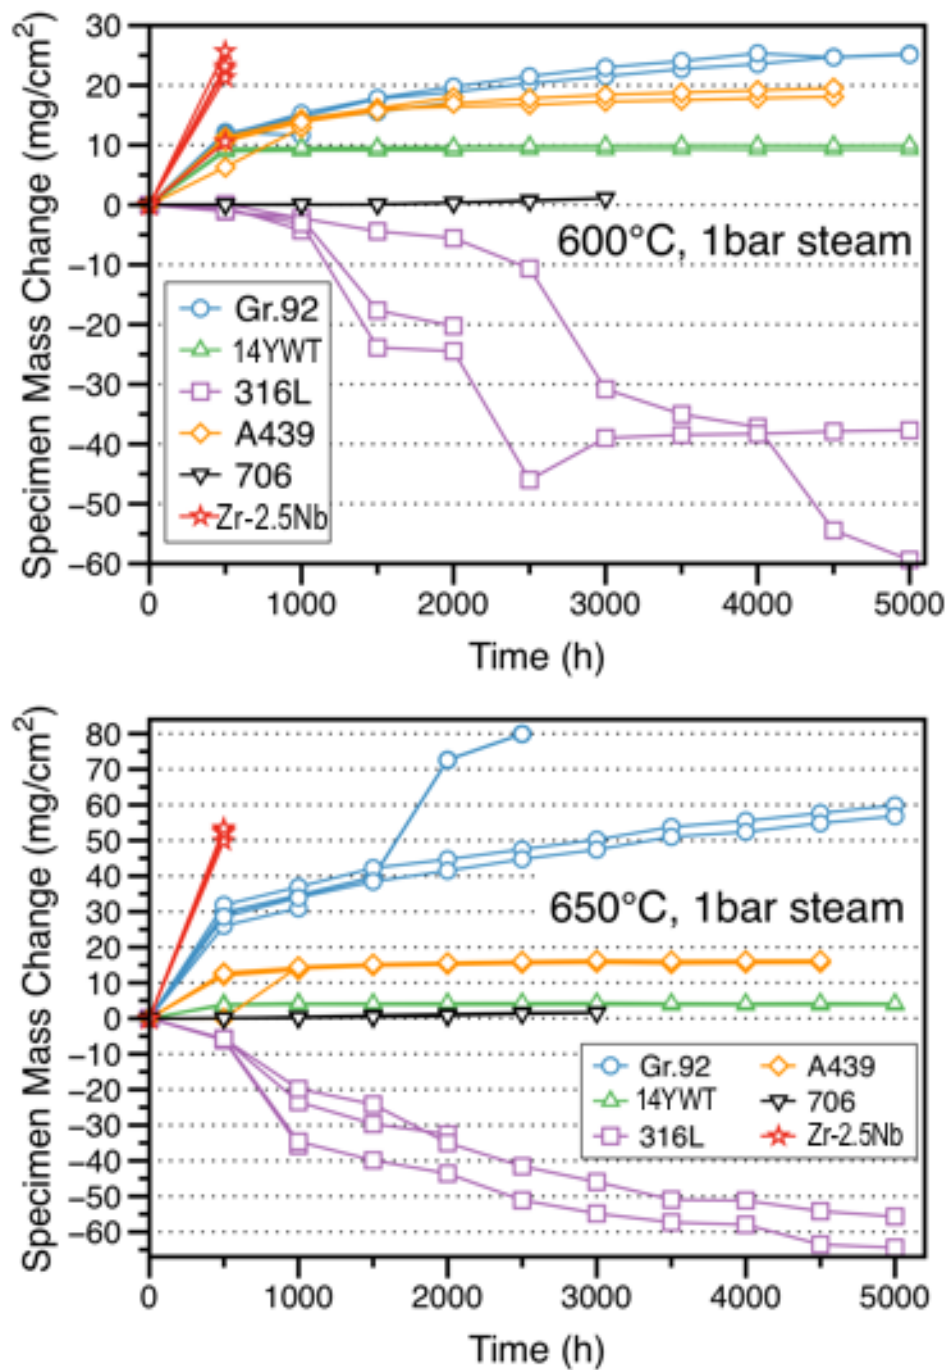 Specimen Mass Change (mg/cm²)
30
20
10
0
−10
−20
−30
−40
−50
−60
600°C, 1bar steam
Gr.92
14YWT
316L
A439
706
Zr-2.5Nb
0 1000 2000 3000 4000 5000
Time (h)
Specimen Mass Change (mg/cm²)
80
70
60
50
40
30
20
10
0
−10
−20
−30
−40
−50
−60
650°C, 1bar steam
Gr.92 A439
14YWT 706
316L Zr-2.5Nb
0 1000 2000 3000 4000 5000
Time (h)